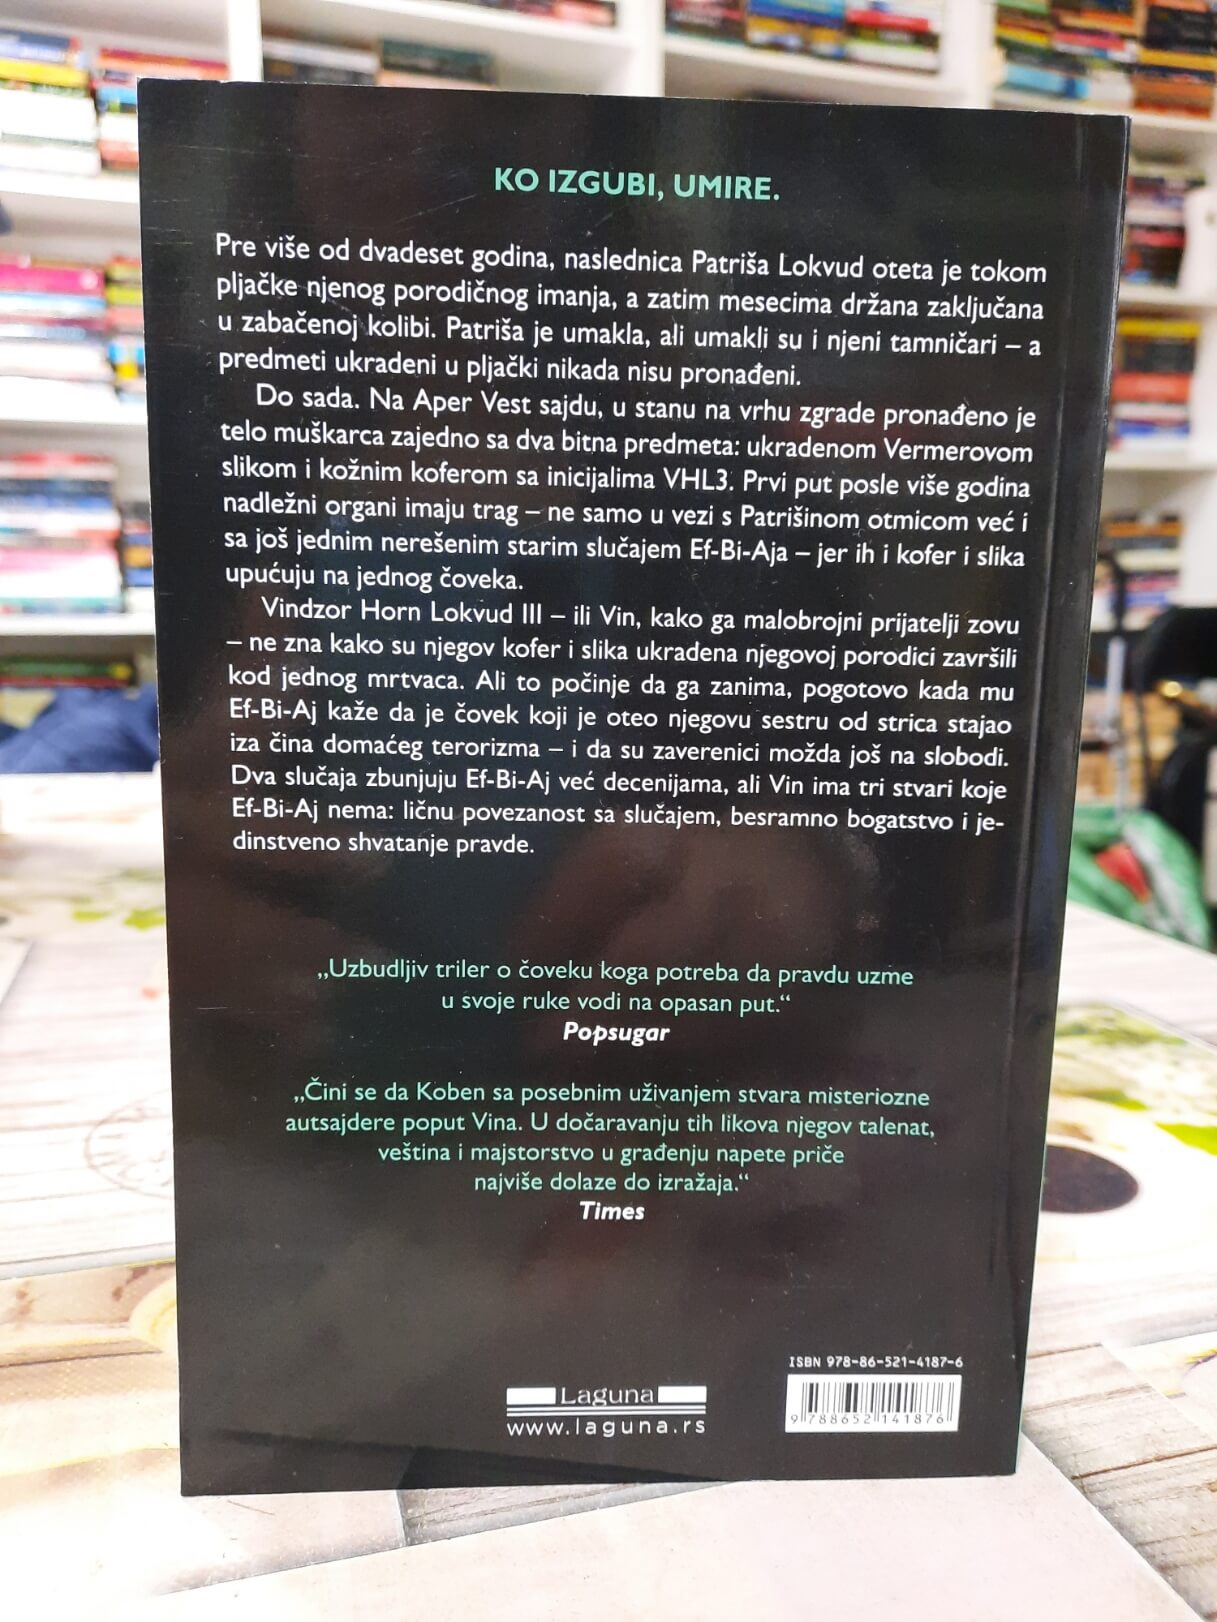 KO IZGUBI, UMIRE.
Pre više od dvadeset godina, naslednica Patriša Lokvud oteta je tokom
pljačke njenog porodičnog imanja, a zatim mesecima držana zaključana
u zabačenoj kolibi. Patriša je umakla, ali umakli su i njeni tamničari – a
predmeti ukradeni u pljački nikada nisu pronađeni.
Do sada. Na Aper Vest sajdu, u stanu na vrhu zgrade pronađeno je
telo muškarca zajedno sa dva bitna predmeta: ukradenom Vermerovom
slikom i kožnim koferom sa inicijalima VHL3. Prvi put posle više godina
nadležni organi imaju trag – ne samo u vezi s Patrišinom otmicom već i
sa još jednim nerešenim starim slučajem Ef-Bi-Aja – jer ih i kofer i slika
upućuju na jednog čoveka.
Vindzor Horn Lokvud III – ili Vin, kako ga malobrojni prijatelji zovu
– ne zna kako su njegov kofer i slika ukradena njegovoj porodici završili
kod jednog mrtvaca. Ali to počinje da ga zanima, pogotovo kada mu
Ef-Bi-Aj kaže da je čovek koji je oteo njegovu sestru od strica stajao
iza čina domaćeg terorizma – i da su zaverenici možda još na slobodi.
Dva slučaja zbunjuju Ef-Bi-Aj već decenijama, ali Vin ima tri stvari koje
Ef-Bi-Aj nema: ličnu povezanost sa slučajem, besramno bogatstvo i je-
dinstveno shvatanje pravde.
„Uzbudljiv triler o čoveku koga potreba da pravdu uzme
u svoje ruke vodi na opasan put.“
Popsugar
„Čini se da Koben sa posebnim uživanjem stvara misteriozne
autsajdere poput Vina. U dočaravanju tih likova njegov talenat,
veština i majstorstvo u građenju napete priče
najviše dolaze do izražaja.“
Times
ISBN 978-86-521-4187-6
Laguna
www.laguna.rs
9 788652 141876